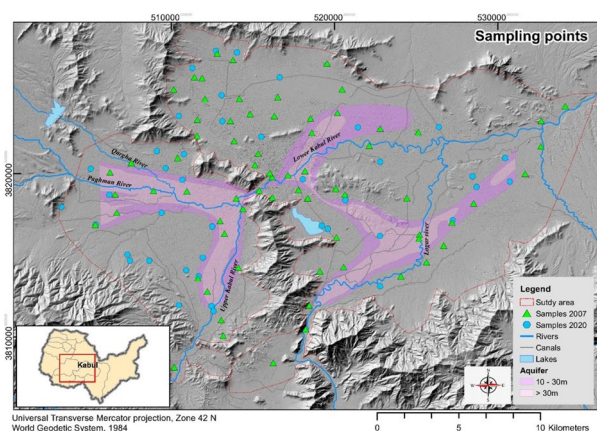 510000 520000 530000
Sampling points
Lower Kabul River
Qargha River
Paghman River
3820000
Logar river
Upper Kabul River
3810000
Legend
Sutdy area
Samples 2007
Samples 2020
Rivers
Canals
Lakes
Aquifer
10 - 30m
> 30m
Kabul
N
W E
S
Universal Transverse Mercator projection, Zone 42 N
World Geodetic System, 1984
0 5 10 Kilometers